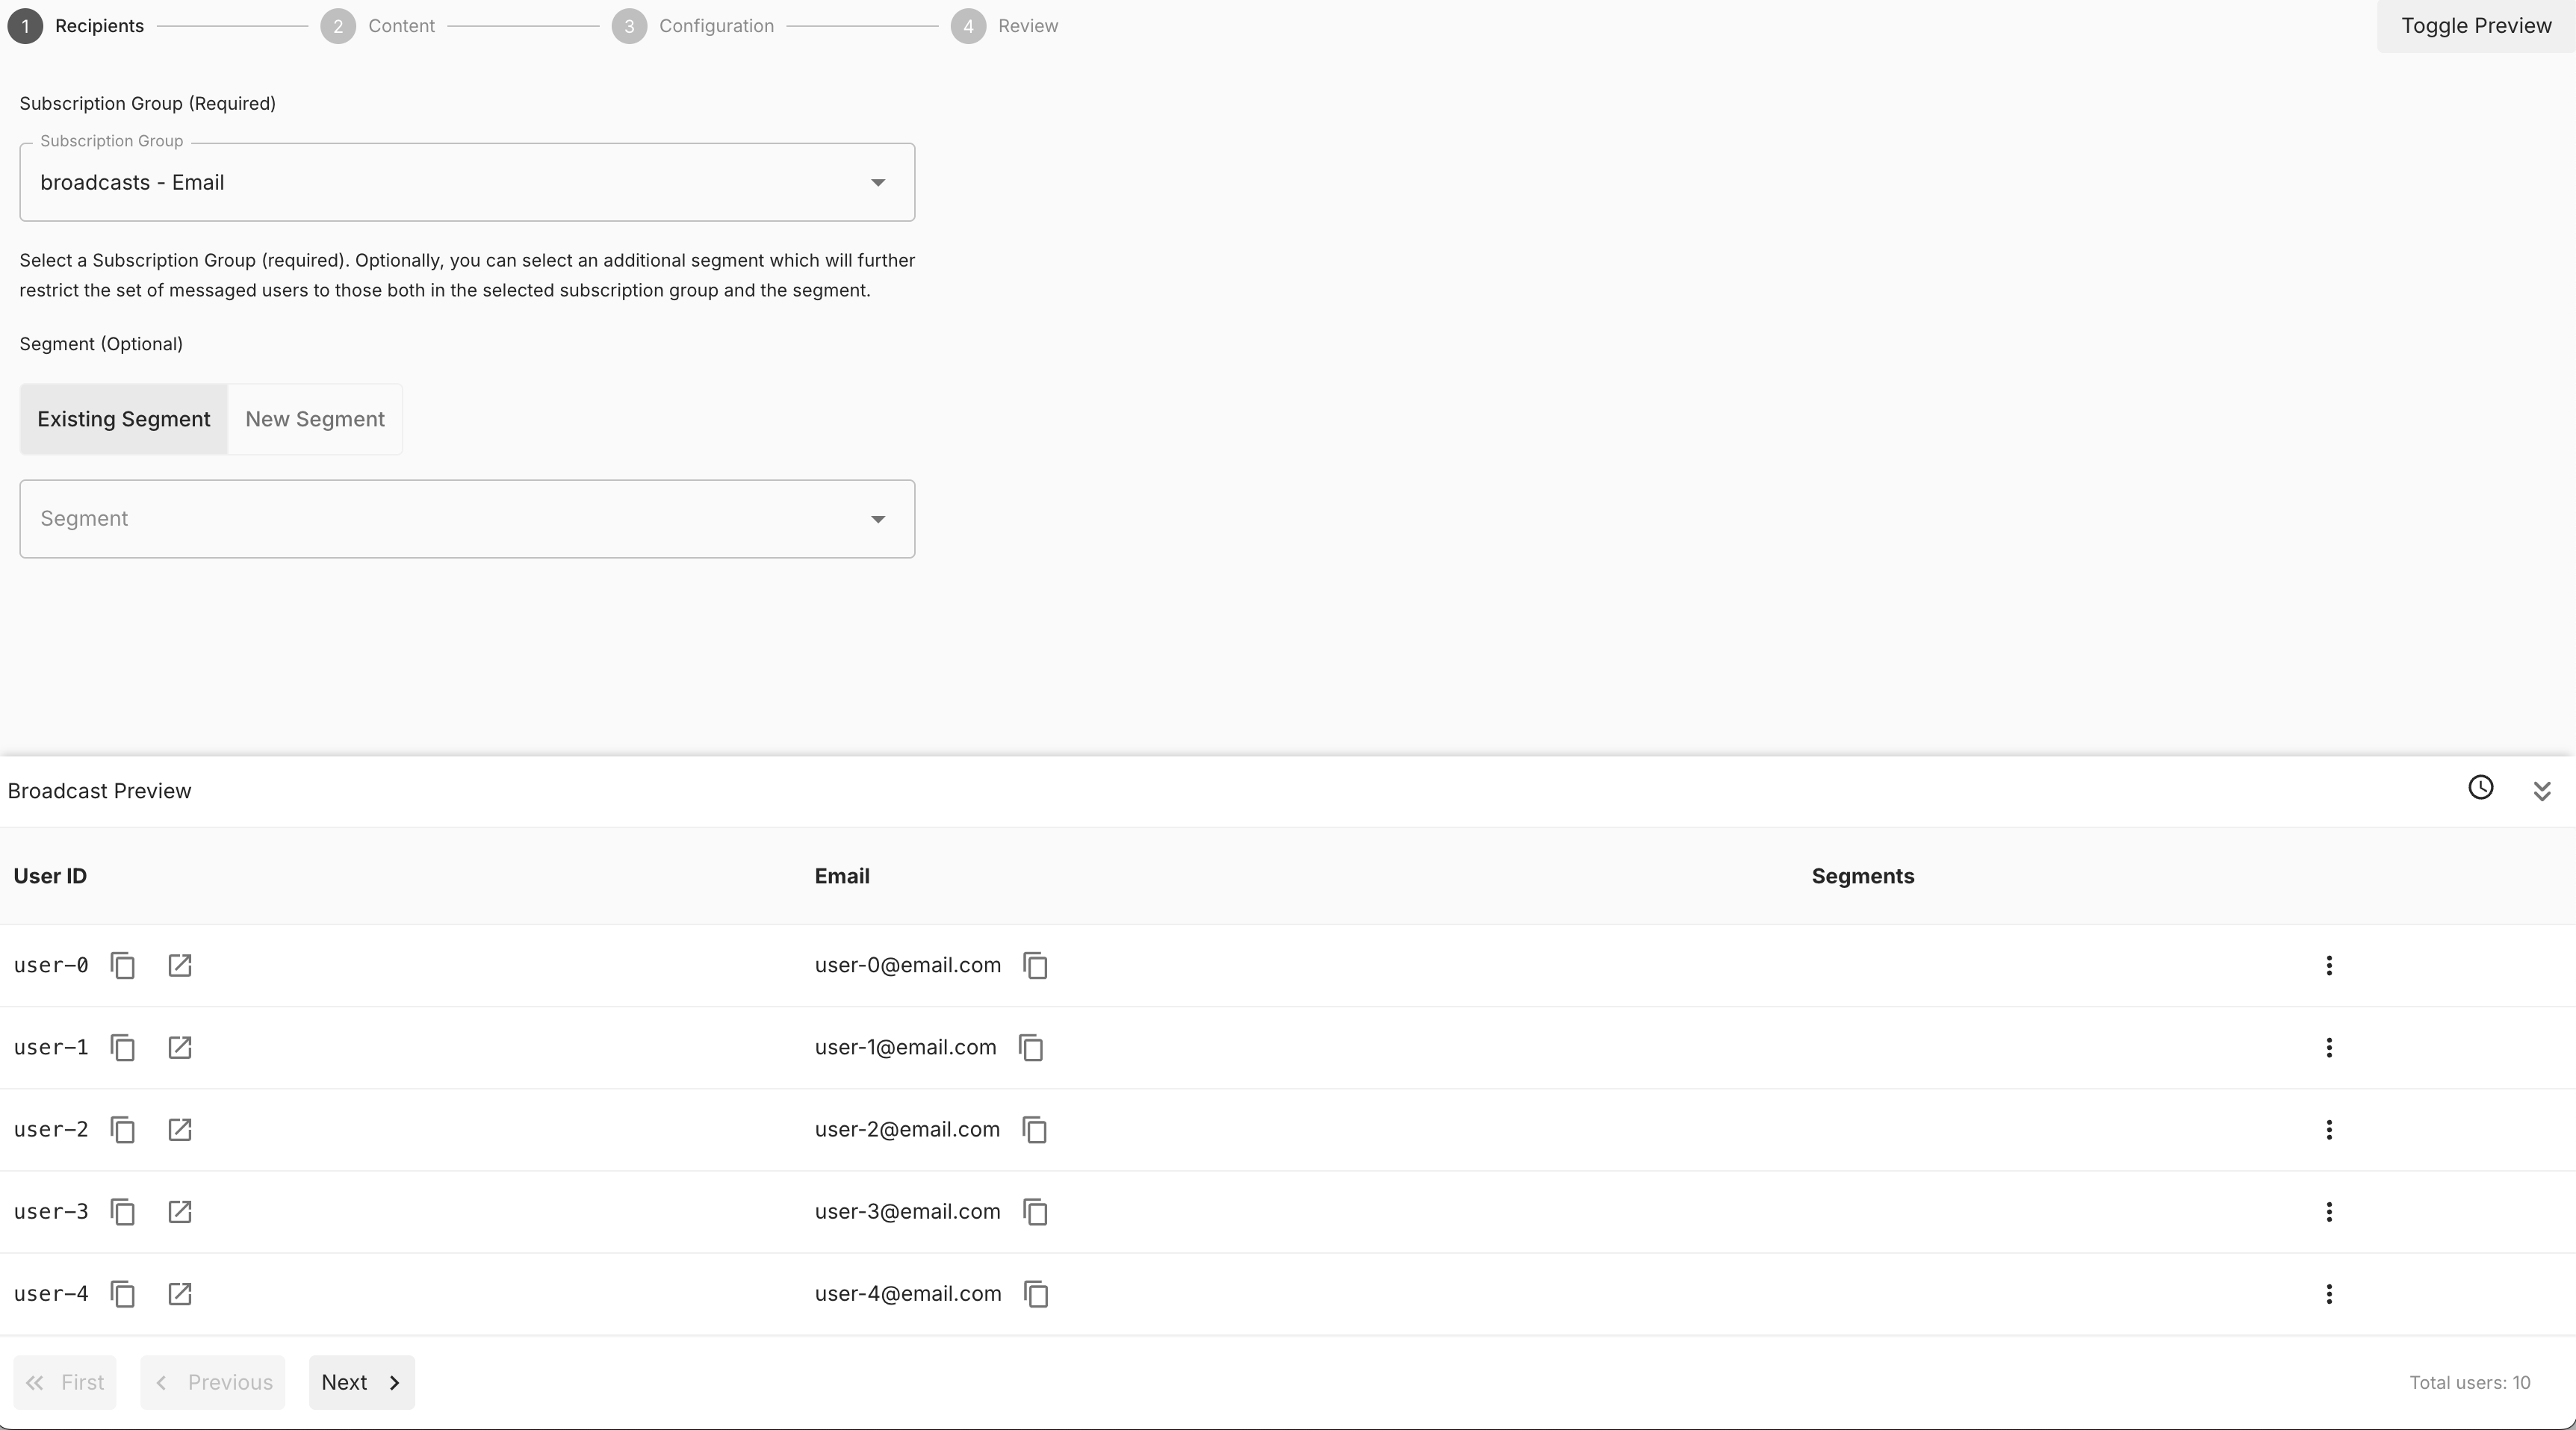 1 Recipients 2 Content 3 Configuration 4 Review Toggle Preview
Subscription Group (Required)
Subscription Group
broadcasts - Email
Select a Subscription Group (required). Optionally, you can select an additional segment which will further
restrict the set of messaged users to those both in the selected subscription group and the segment.
Segment (Optional)
Existing Segment New Segment
Segment
Broadcast Preview
User ID Email Segments
user-0 user-0@email.com
user-1 user-1@email.com
user-2 user-2@email.com
user-3 user-3@email.com
user-4 user-4@email.com
First Previous Next Total users: 10